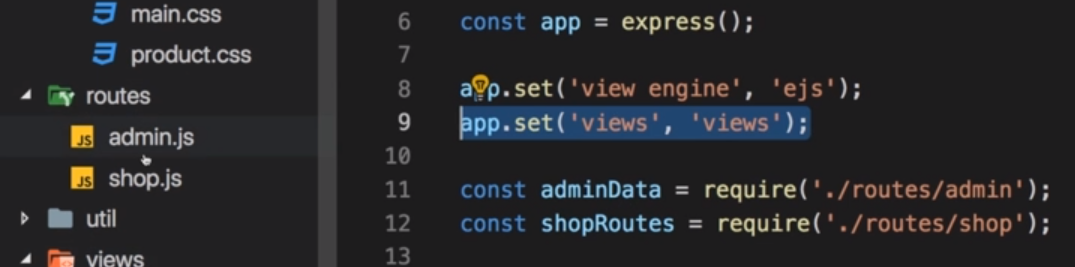 main.css
product.css
routes
JS admin.js
JS shop.js
util
views
6 const app = express();
7
8 app.set('view engine', 'ejs');
9 app.set('views', 'views');
10
11 const adminData = require('./routes/admin');
12 const shopRoutes = require('./routes/shop');
13